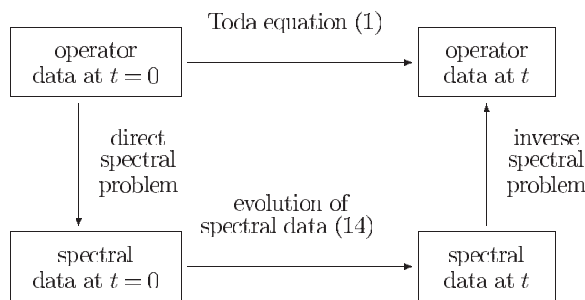 Toda equation (1)
operator
data at t = 0
operator
data at t
direct
spectral
problem
inverse
spectral
problem
evolution of
spectral data (14)
spectral
data at t = 0
spectral
data at t